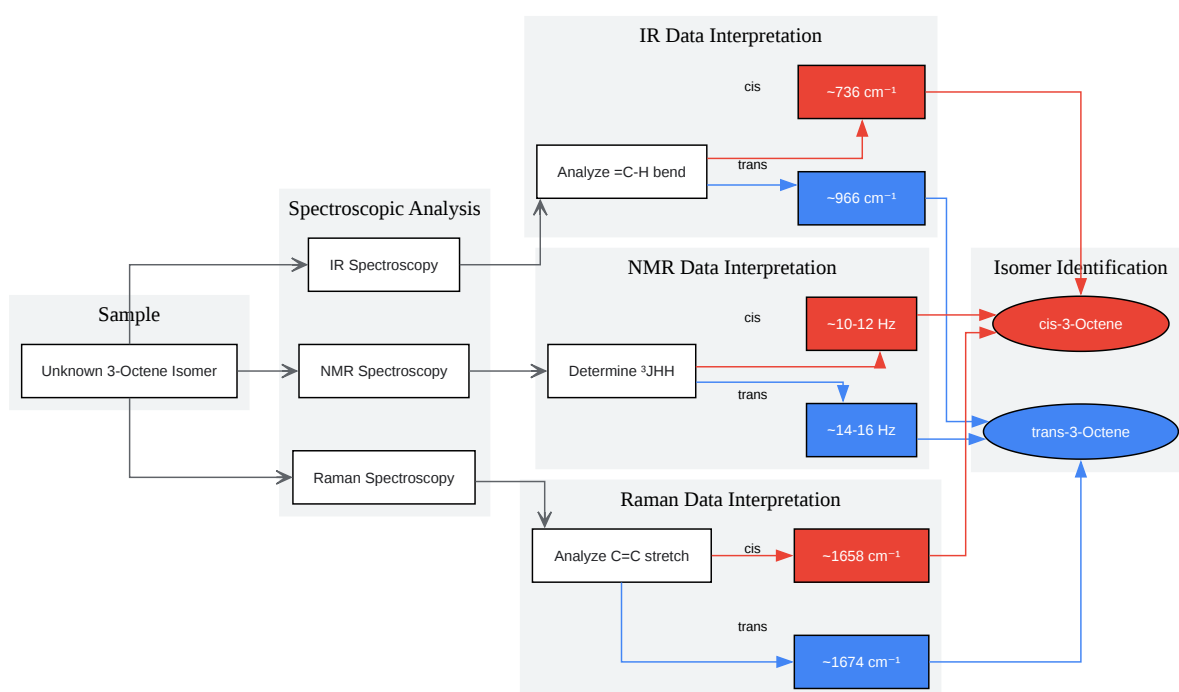 Sample
Unknown 3-Octene Isomer
Spectroscopic Analysis
IR Spectroscopy
NMR Spectroscopy
Raman Spectroscopy
IR Data Interpretation
Analyze =C-H bend
cis
~736 cm⁻¹
trans
~966 cm⁻¹
NMR Data Interpretation
Determine ³JHH
cis
~10-12 Hz
trans
~14-16 Hz
Raman Data Interpretation
Analyze C=C stretch
cis
~1658 cm⁻¹
trans
~1674 cm⁻¹
Isomer Identification
cis-3-Octene
trans-3-Octene